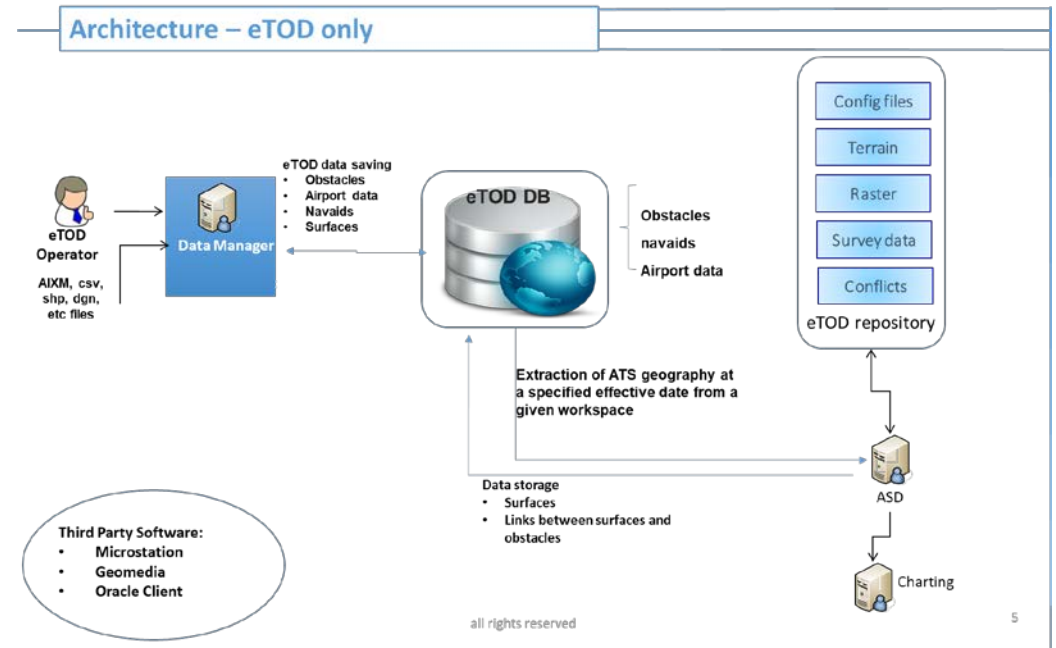 Architecture – eTOD only
eTOD
Operator
AIXM, csv,
shp, dgn,
etc files
Data Manager
eTOD data saving
• Obstacles
• Airport data
• Navaids
• Surfaces
eTOD DB
Obstacles
navaids
Airport data
Config files
Terrain
Raster
Survey data
Conflicts
eTOD repository
Extraction of ATS geography at
a specified effective date from a
given workspace
Data storage
• Surfaces
• Links between surfaces and
obstacles
ASD
Charting
Third Party Software:
• Microstation
• Geomedia
• Oracle Client
all rights reserved
5